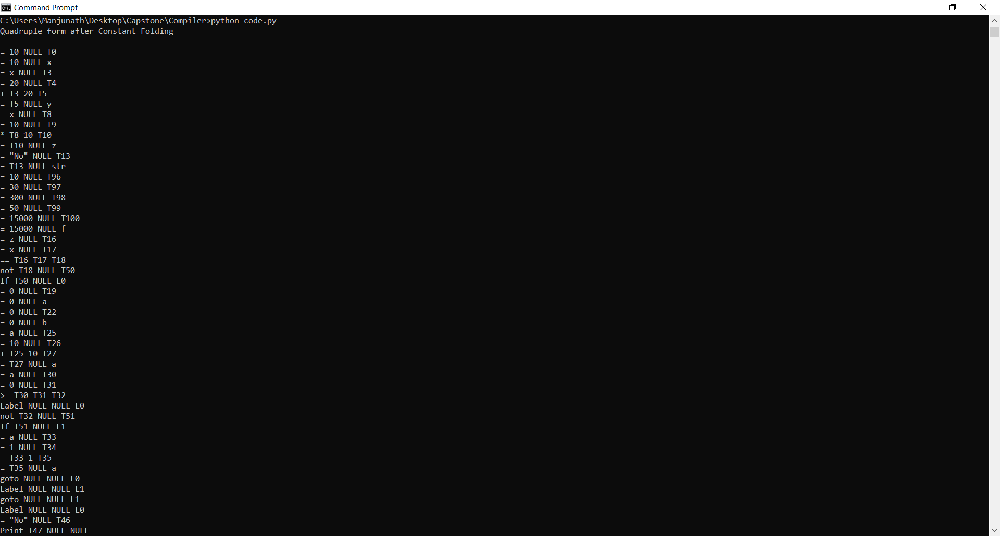 Command Prompt
C:\Users\Manjunath\Desktop\Capstone\Compiler>python code.py
Quadruple form after Constant Folding
-------------------------------------
= 10 NULL T0
= 10 NULL x
= x NULL T3
= 20 NULL T4
+ T3 20 T5
= T5 NULL y
= x NULL T8
= 10 NULL T9
* T8 10 T10
= T10 NULL z
= "No" NULL T13
= T13 NULL str
= 10 NULL T96
= 30 NULL T97
= 300 NULL T98
= 50 NULL T99
= 15000 NULL T100
= 15000 NULL f
= z NULL T16
= x NULL T17
== T16 T17 T18
not T18 NULL T50
If T50 NULL L0
= 0 NULL T19
= 0 NULL a
= 0 NULL T22
= 0 NULL b
= a NULL T25
= 10 NULL T26
+ T25 10 T27
= T27 NULL a
= a NULL T30
= 0 NULL T31
>= T30 T31 T32
Label NULL NULL L0
not T32 NULL T51
If T51 NULL L1
= a NULL T33
= 1 NULL T34
- T33 1 T35
= T35 NULL a
goto NULL NULL L0
Label NULL NULL L1
goto NULL NULL L1
Label NULL NULL L0
= "No" NULL T46
Print T47 NULL NULL